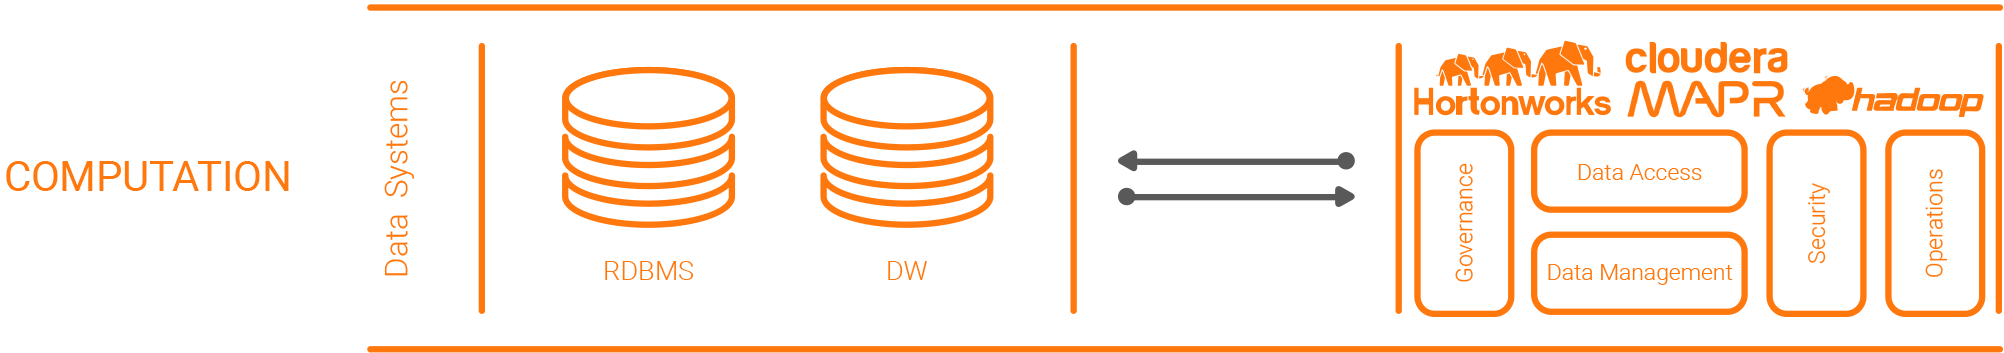 COMPUTATION
Data Systems
RDBMS
DW
Hortonworks
cloudera
MAPR
hadoop
Governance
Data Access
Data Management
Security
Operations